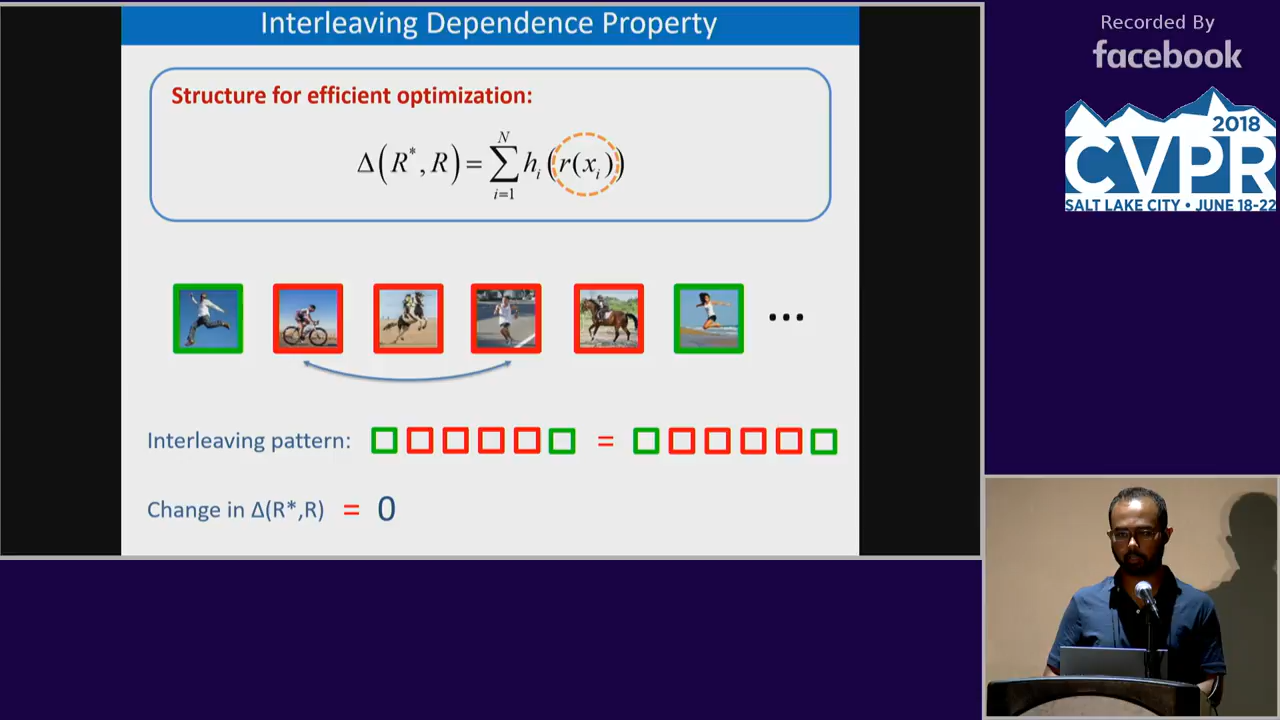 Interleaving Dependence Property
Recorded By
facebook
2018
CVPR
SALT LAKE CITY • JUNE 18-22
Structure for efficient optimization:
Δ(R*, R) = ∑_{i=1}^{N} h_i(r(x_i))
...
Interleaving pattern: =
Change in Δ(R*,R) = 0